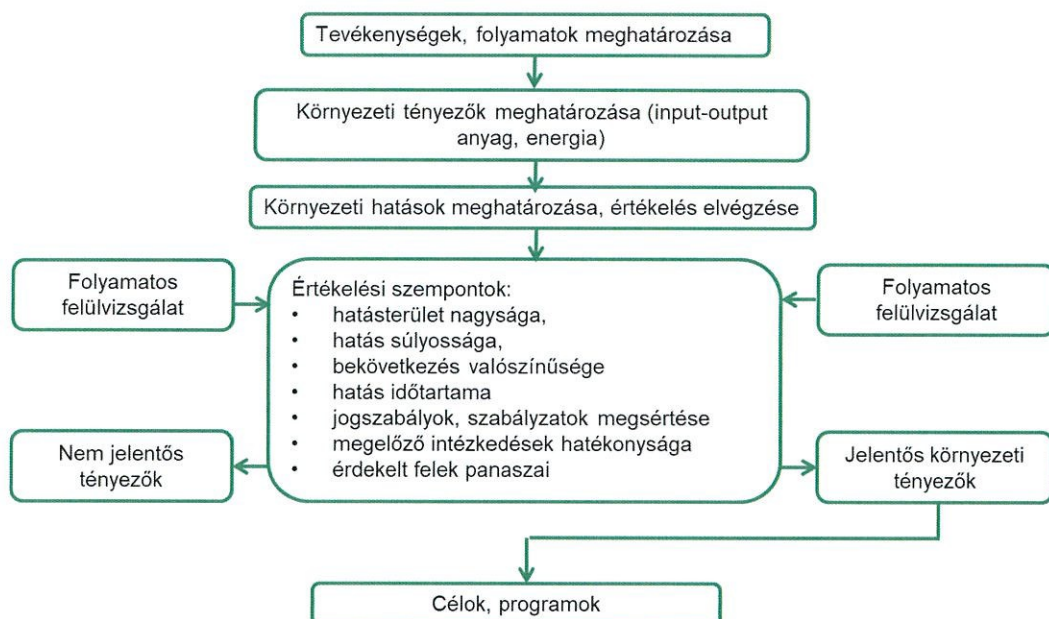 Tevékenységek, folyamatok meghatározása
Környezeti tényezők meghatározása (input-output
anyag, energia)
Környezeti hatások meghatározása, értékelés elvégzése
Folyamatos
felülvizsgálat
Értékelési szempontok:
• hatásterület nagysága,
• hatás súlyossága,
• bekövetkezés valószínűsége
• hatás időtartama
• jogszabályok, szabályzatok megsértése
• megelőző intézkedések hatékonysága
• érdekelt felek panaszai
Folyamatos
felülvizsgálat
Nem jelentős
tényezők
Jelentős környezeti
tényezők
Célok, programok